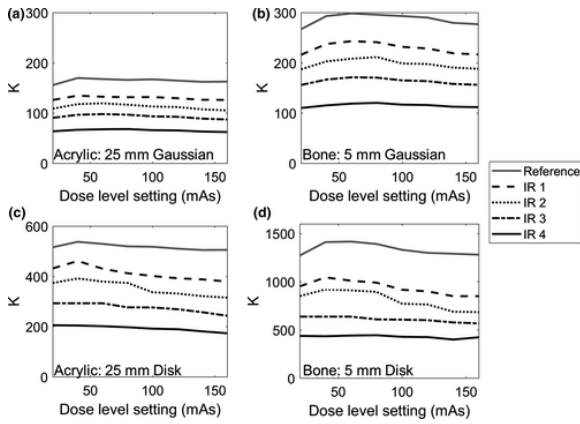 (a)
300
200
100
0
K
Acrylic: 25 mm Gaussian
50 100 150
Dose level setting (mAs)
(b)
300
200
100
0
K
Bone: 5 mm Gaussian
50 100 150
Dose level setting (mAs)
Reference
IR 1
IR 2
IR 3
IR 4
(c)
600
400
200
0
K
Acrylic: 25 mm Disk
50 100 150
Dose level setting (mAs)
(d)
1500
1000
500
0
K
Bone: 5 mm Disk
50 100 150
Dose level setting (mAs)